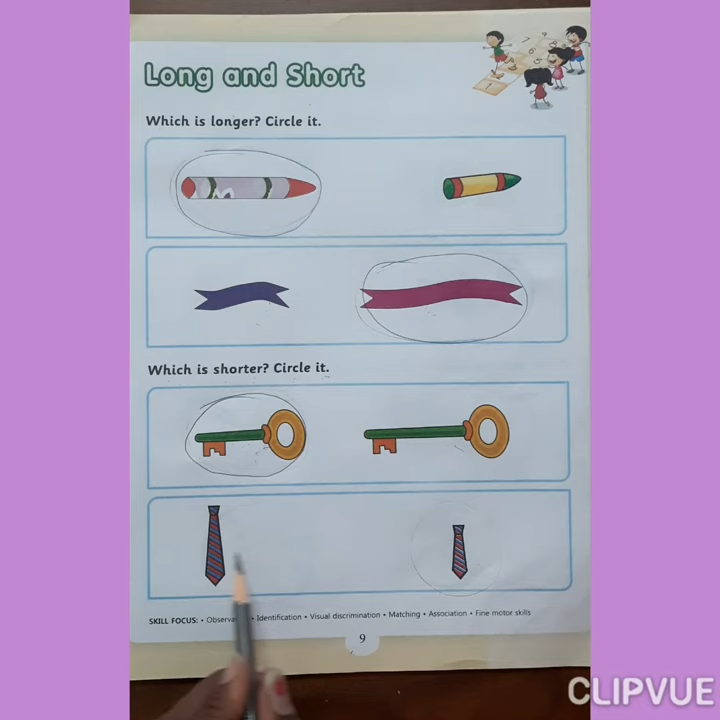 Long and Short
Which is longer? Circle it.
Which is shorter? Circle it.
SKILL FOCUS: • Observa • Identification • Visual discrimination • Matching • Association • Fine motor skills
9
CLIPVUE